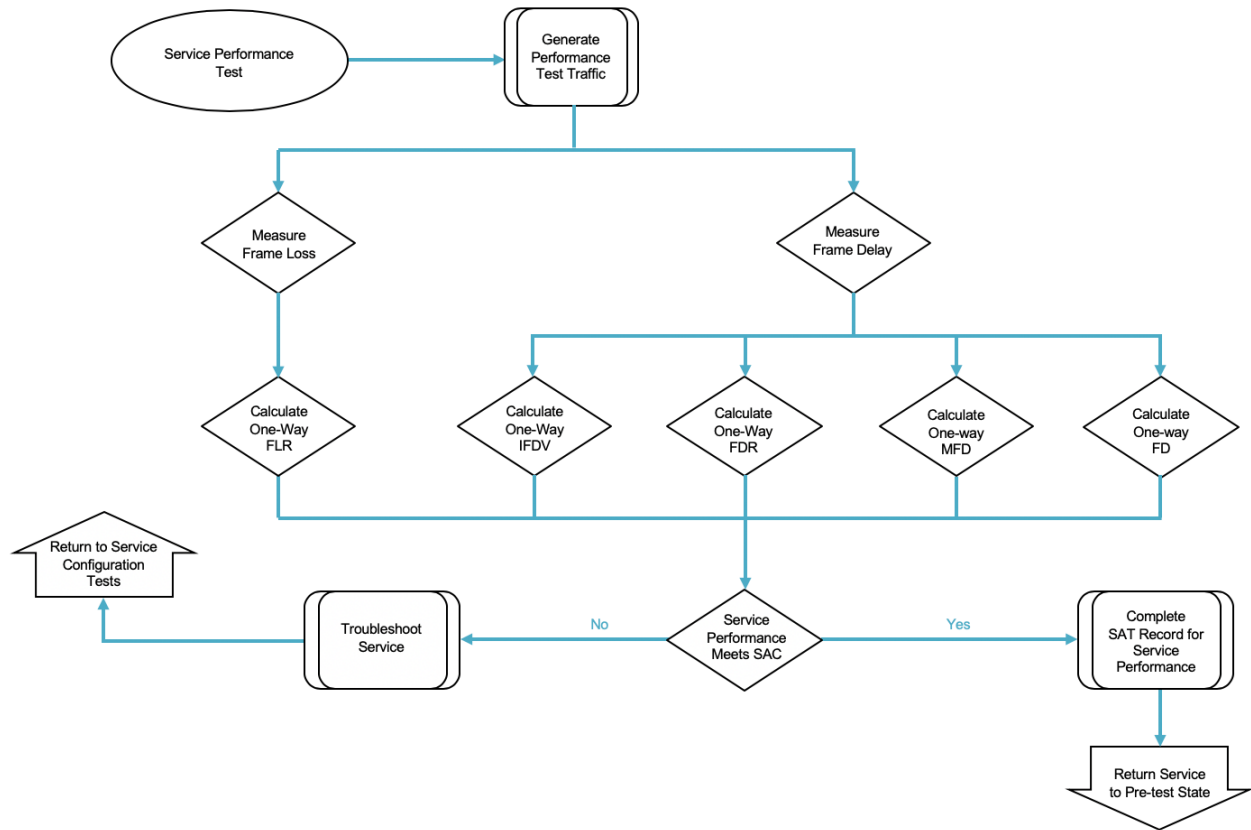 Service Performance
Test
Generate
Performance
Test Traffic
Measure
Frame Loss
Measure
Frame Delay
Calculate
One-Way
FLR
Calculate
One-Way
IFDV
Calculate
One-Way
FDR
Calculate
One-way
MFD
Calculate
One-way
FD
Return to Service
Configuration
Tests
Troubleshoot
Service
No
Service
Performance
Meets SAC
Yes
Complete
SAT Record for
Service
Performance
Return Service
to Pre-test State